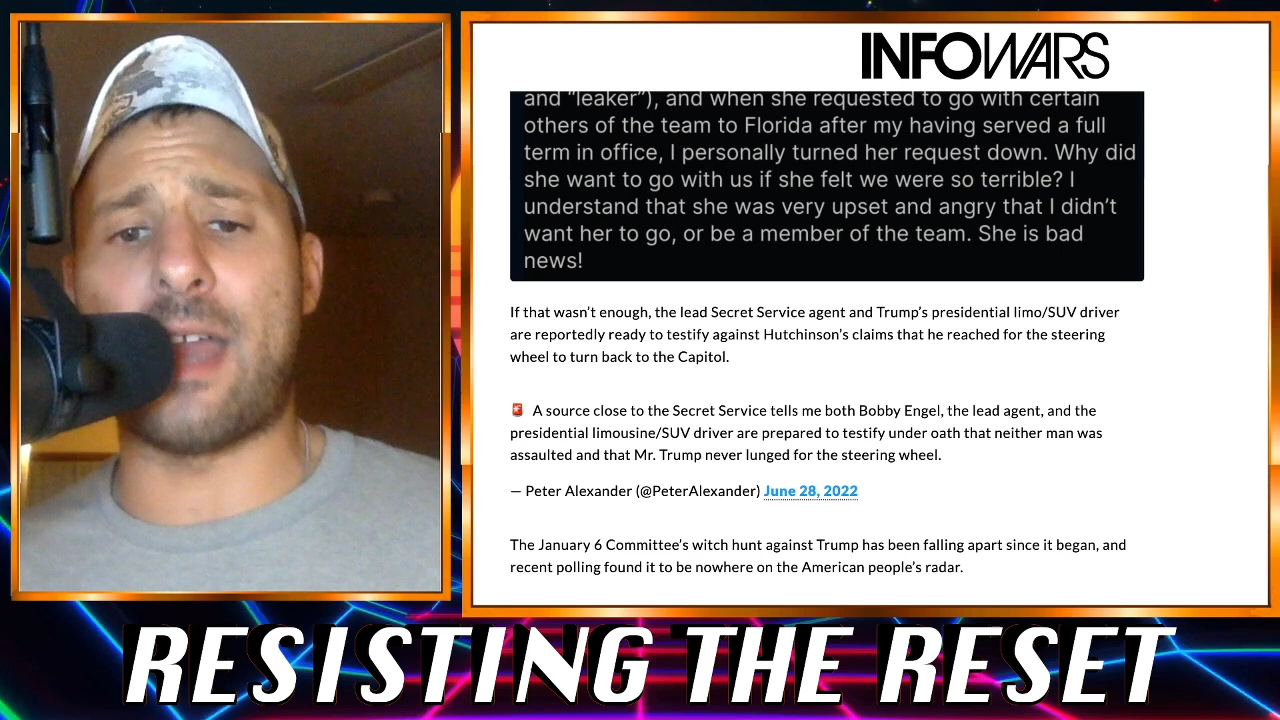 INFOWARS
and “leaker”), and when she requested to go with certain
others of the team to Florida after my having served a full
term in office, I personally turned her request down. Why did
she want to go with us if she felt we were so terrible? I
understand that she was very upset and angry that I didn’t
want her to go, or be a member of the team. She is bad
news!
If that wasn’t enough, the lead Secret Service agent and Trump’s presidential limo/SUV driver
are reportedly ready to testify against Hutchinson’s claims that he reached for the steering
wheel to turn back to the Capitol.
A source close to the Secret Service tells me both Bobby Engel, the lead agent, and the
presidential limousine/SUV driver are prepared to testify under oath that neither man was
assaulted and that Mr. Trump never lunged for the steering wheel.
— Peter Alexander (@PeterAlexander) June 28, 2022
The January 6 Committee’s witch hunt against Trump has been falling apart since it began, and
recent polling found it to be nowhere on the American people’s radar.
RESISTING THE RESET